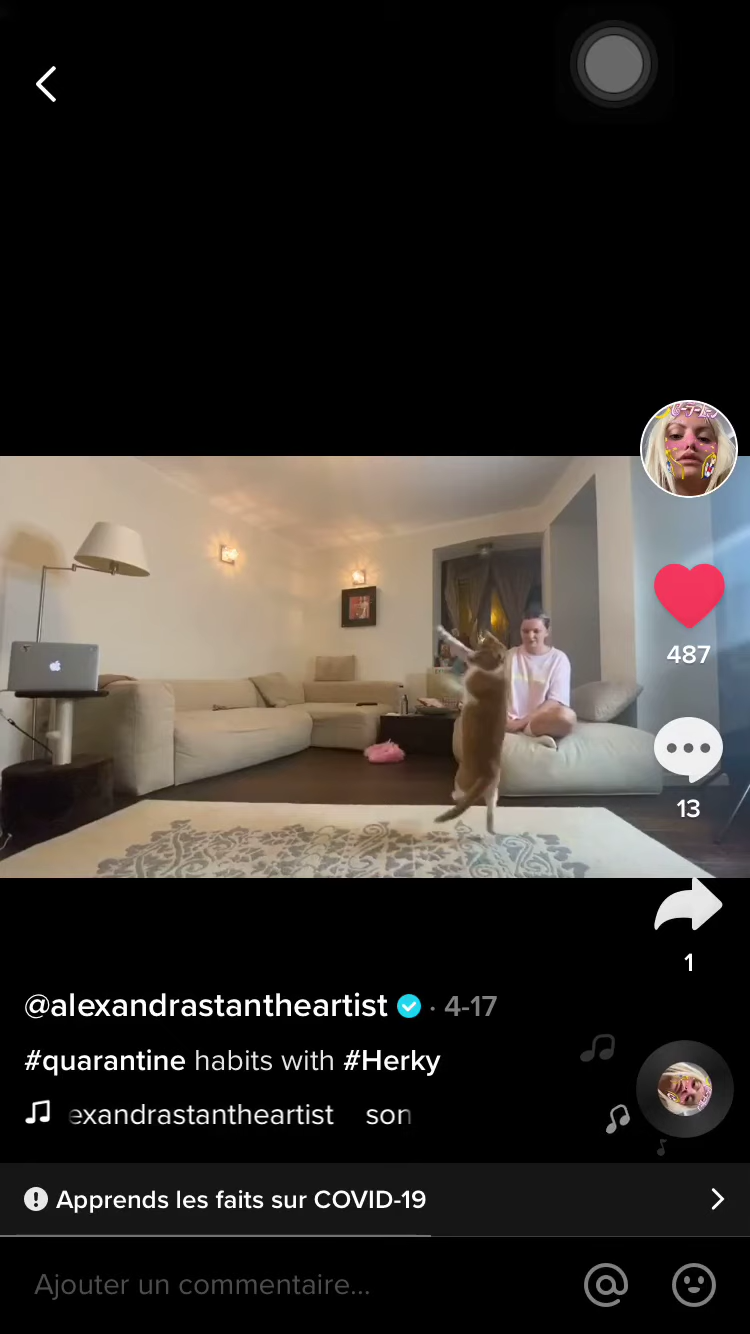 487
13
1
@alexandrastantheartist · 4-17
#quarantine habits with #Herky
exandrastantheartist son
Apprends les faits sur COVID-19
Ajouter un commentaire...